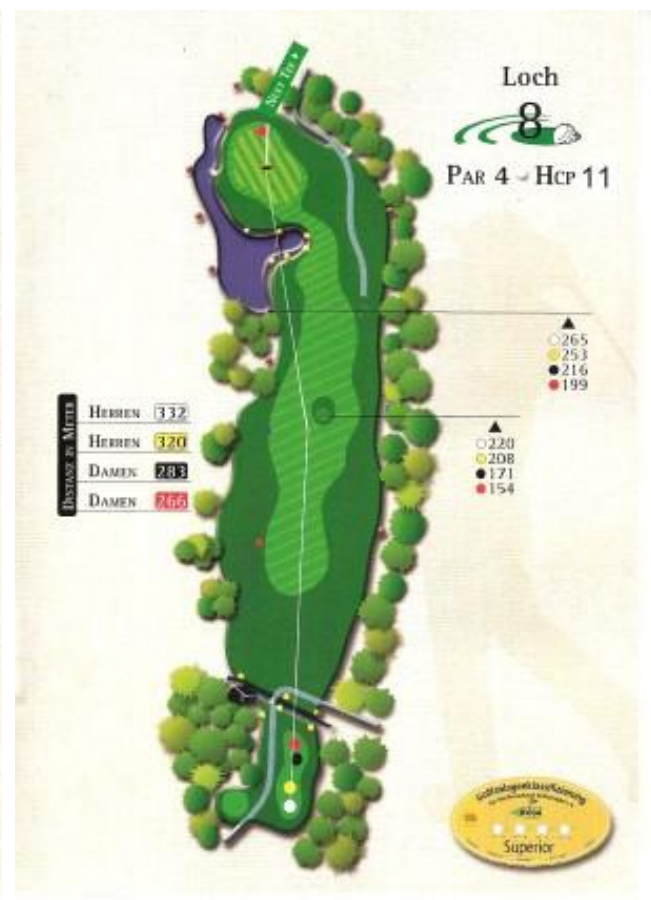 NEXT TEE
Loch
8
PAR 4 - HCP 11
265
253
216
199
DISTANZ IN METER
HERREN 332
HERREN 320
DAMEN 283
DAMEN 266
220
208
171
154
Golfanlagenklassifizierung
Superior